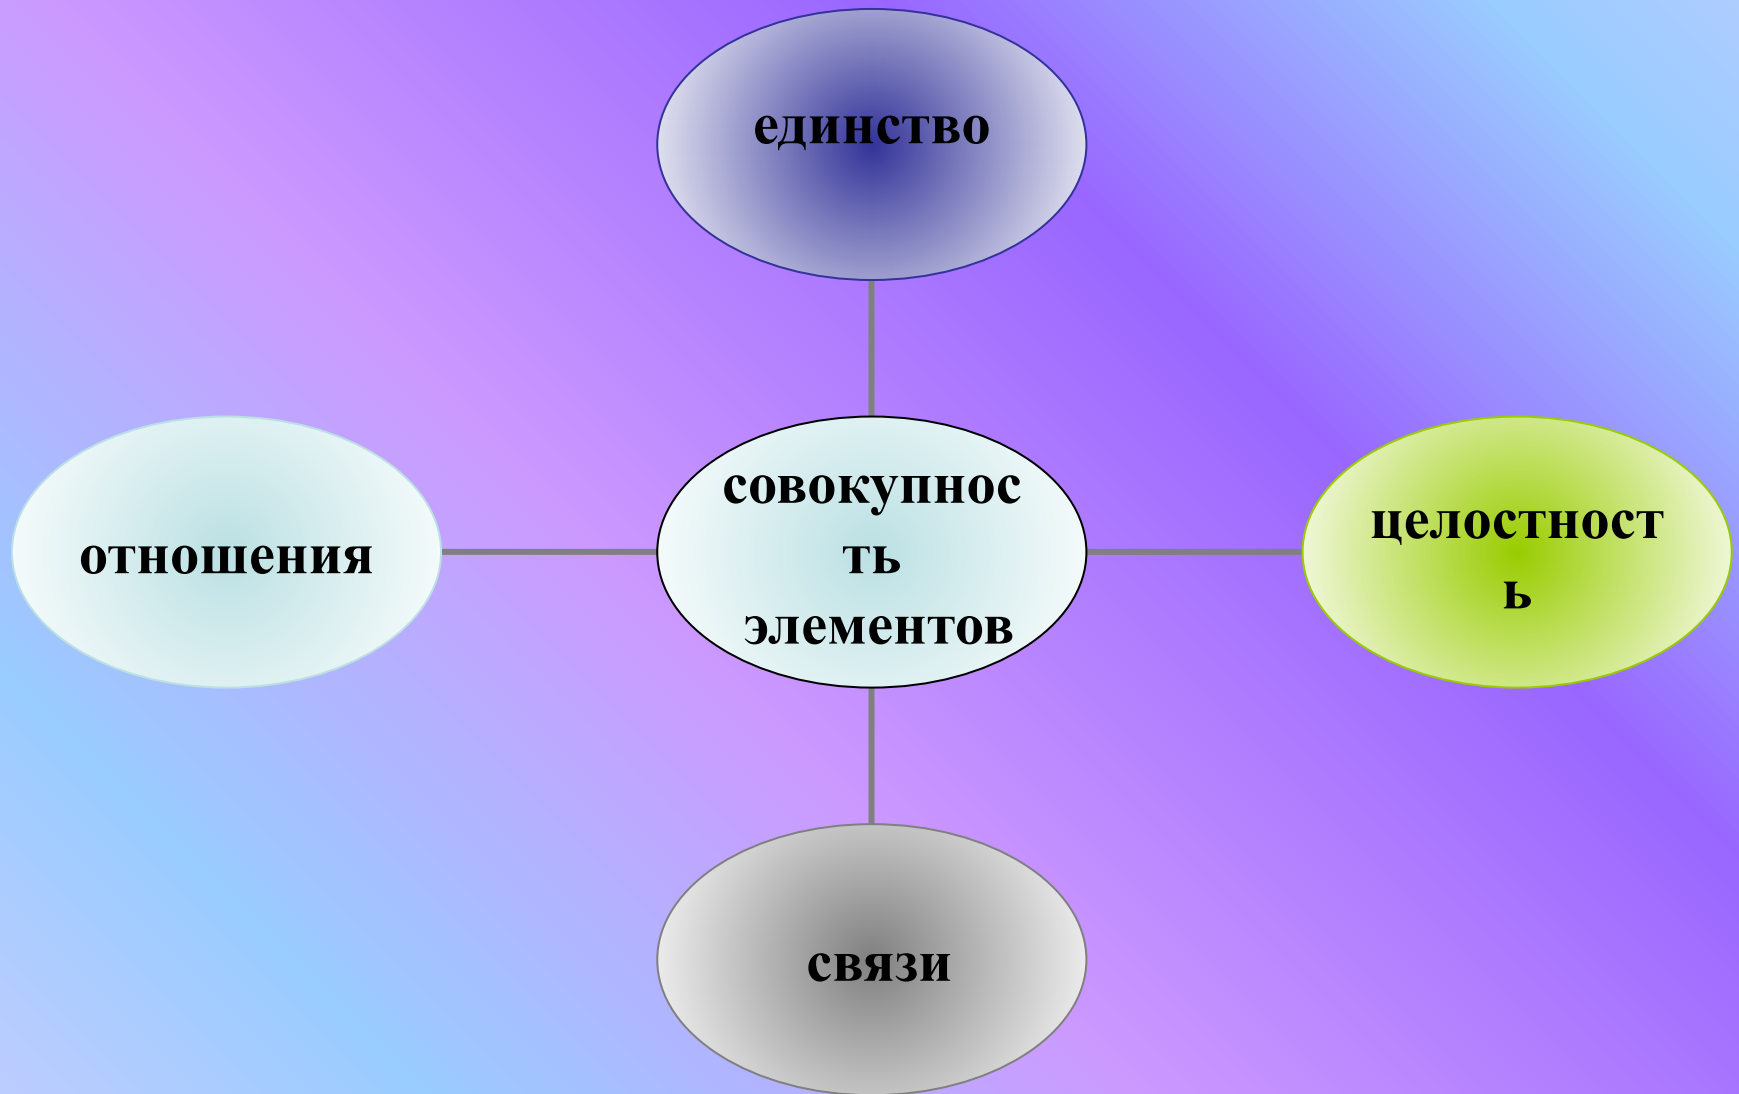 единство
отношения
совокупнос
ть
элементов
целостност
ь
связи